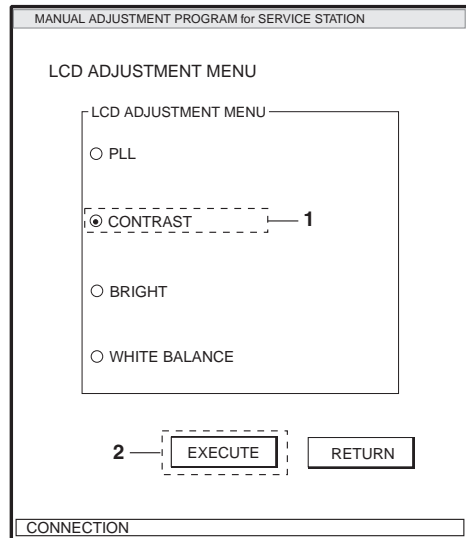 MANUAL ADJUSTMENT PROGRAM for SERVICE STATION
LCD ADJUSTMENT MENU
LCD ADJUSTMENT MENU
PLL
CONTRAST
1
BRIGHT
WHITE BALANCE
2
EXECUTE
RETURN
CONNECTION